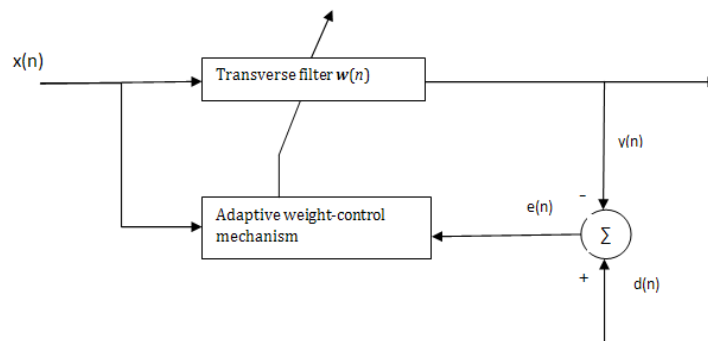 x(n)
Transverse filter w(n)
v(n)
-
e(n)
Adaptive weight-control
mechanism
Σ
+
d(n)